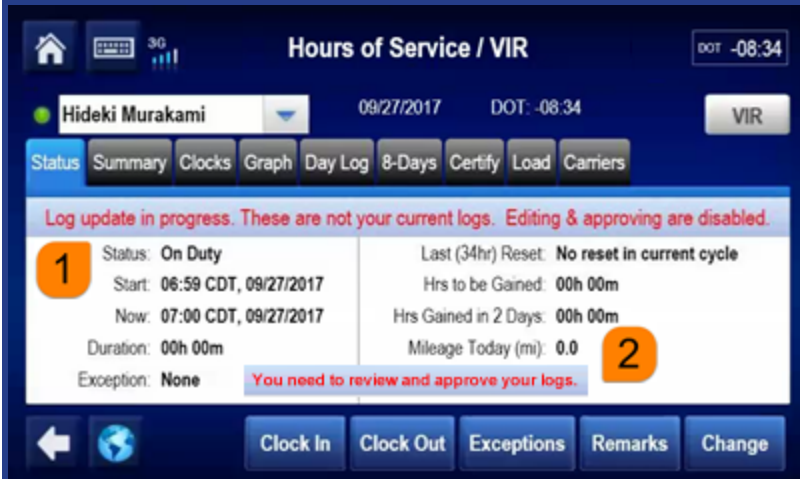 3G
Hours of Service / VIR
DOT -08:34
Hideki Murakami
09/27/2017 DOT: -08:34
VIR
Status Summary Clocks Graph Day Log 8-Days Certify Load Carriers
Log update in progress. These are not your current logs. Editing & approving are disabled.
1
Status: On Duty
Start: 06:59 CDT, 09/27/2017
Now: 07:00 CDT, 09/27/2017
Duration: 00h 00m
Exception: None
Last (34hr) Reset: No reset in current cycle
Hrs to be Gained: 00h 00m
Hrs Gained in 2 Days: 00h 00m
Mileage Today (mi): 0.0
2
You need to review and approve your logs.
Clock In Clock Out Exceptions Remarks Change